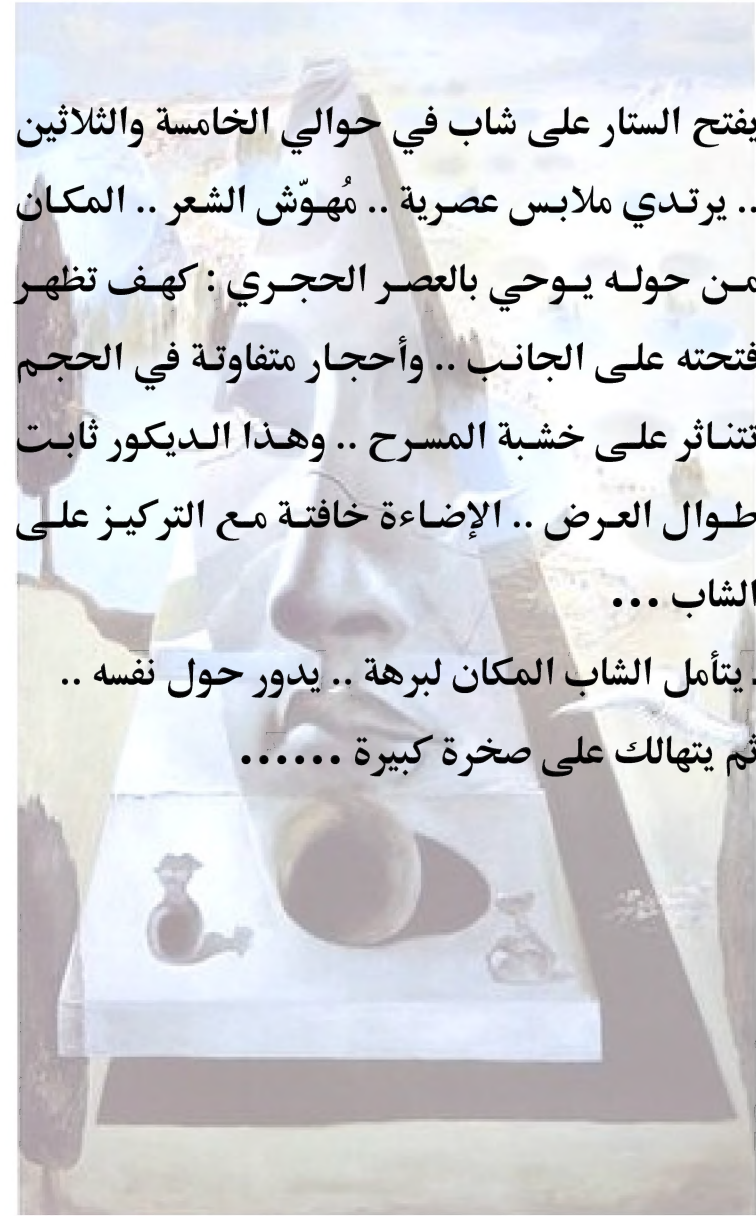 يفتح الستار على شاب في حوالي الخامسة والثلاثين
.. يرتدي ملابس عصرية .. مُهوّش الشعر .. المكان
من حوله يوحي بالعصر الحجري : كهف تظهر
فتحته على الجانب .. وأحجار متفاوتة في الحجم
تتناثر على خشبة المسرح .. وهذا الديكور ثابت
طوال العرض .. الإضاءة خافتة مع التركيز على
الشاب ...
. يتأمل الشاب المكان لبرهة .. يدور حول نفسه ..
ثم يتهالك على صخرة كبيرة ......